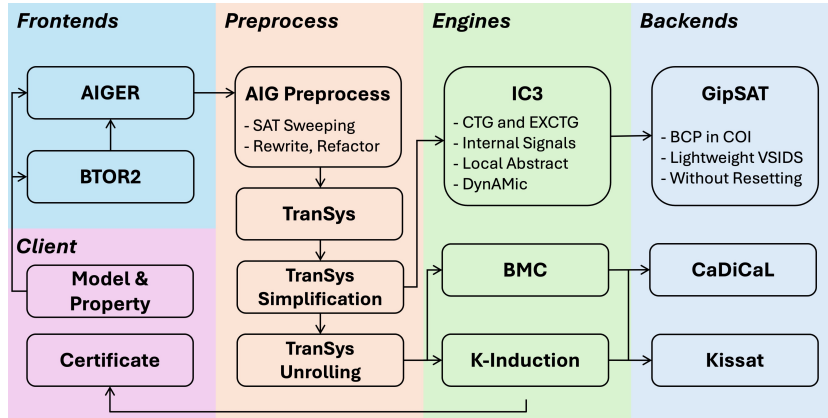 Frontends
AIGER
BTOR2
Client
Model &
Property
Certificate
Preprocess
AIG Preprocess
- SAT Sweeping
- Rewrite, Refactor
TranSys
TranSys
Simplification
TranSys
Unrolling
Engines
IC3
- CTG and EXCTG
- Internal Signals
- Local Abstract
- DynAMic
BMC
K-Induction
Backends
GipSAT
- BCP in COI
- Lightweight VSIDS
- Without Resetting
CaDiCaL
Kissat